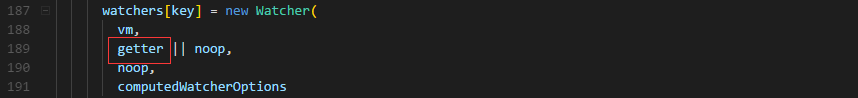 187 watchers[key] = new Watcher(
188 vm,
189 getter || noop,
190 noop,
191 computedWatcherOptions